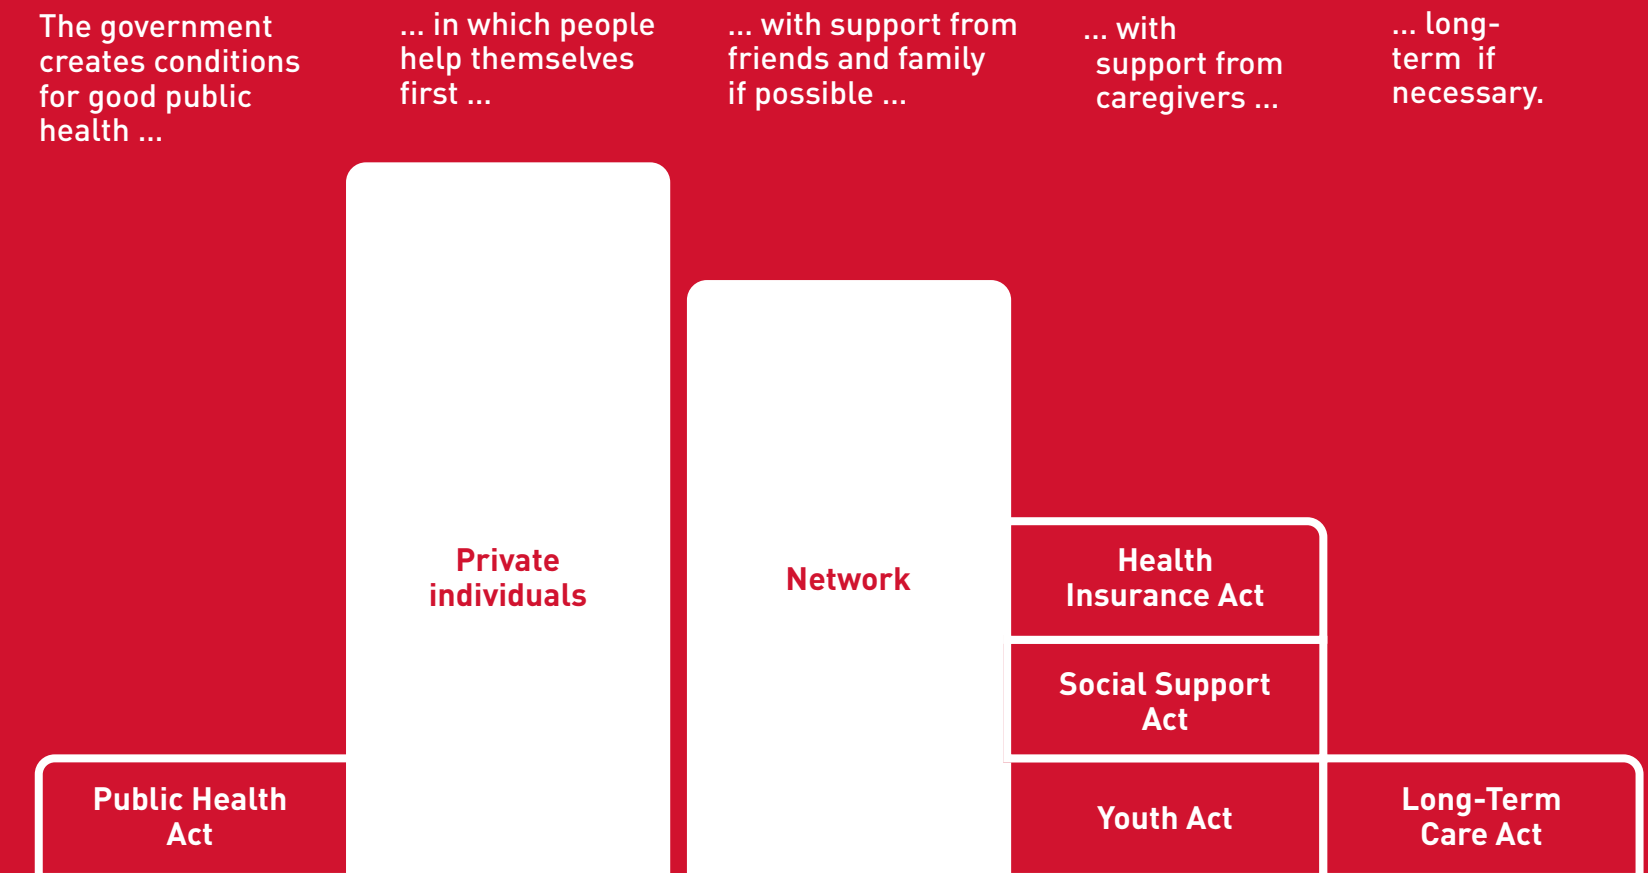 The government
creates conditions
for good public
health ...
... in which people
help themselves
first ...
... with support from
friends and family
if possible ...
... with
support from
caregivers ...
... long-
term if
necessary.
Private
individuals
Network
Health
Insurance Act
Social Support
Act
Public Health
Act
Youth Act
Long-Term
Care Act